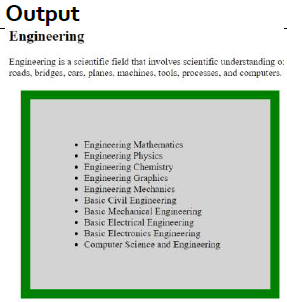 Output
Engineering
Engineering is a scientific field that involves scientific understanding o
roads, bridges, cars, planes, machines, tools, processes, and computers.
Engineering Mathematics
Engineering Physics
Engineering Chemistry
Engineering Graphics
Engineering Mechanics
Basic Civil Engineering
Basic Mechanical Engineering
Basic Electrical Engineering
Basic Electronics Engineering
Computer Science and Engineering